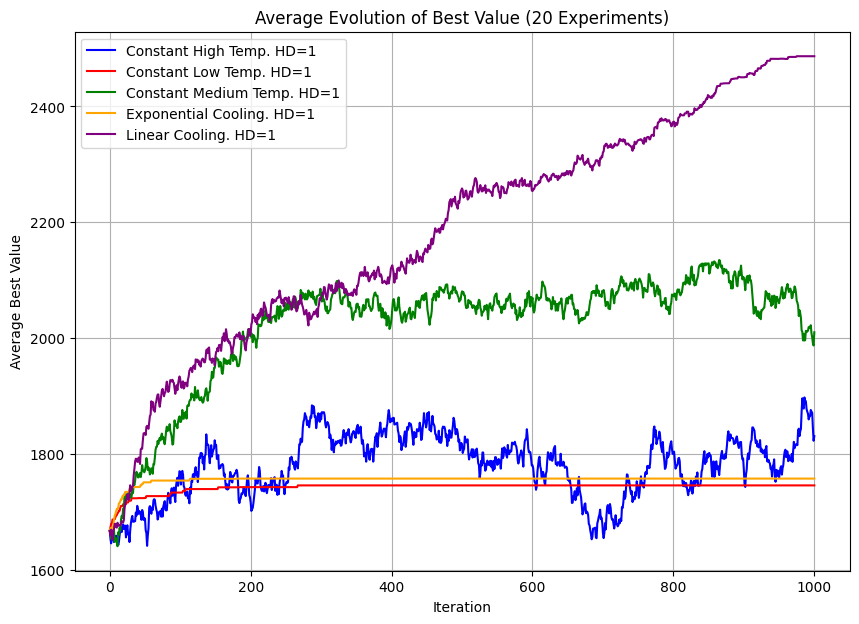 Average Evolution of Best Value (20 Experiments)
Constant High Temp. HD=1
Constant Low Temp. HD=1
Constant Medium Temp. HD=1
Exponential Cooling. HD=1
Linear Cooling. HD=1
Average Best Value
2400
2200
2000
1800
1600
0
200
400
600
800
1000
Iteration